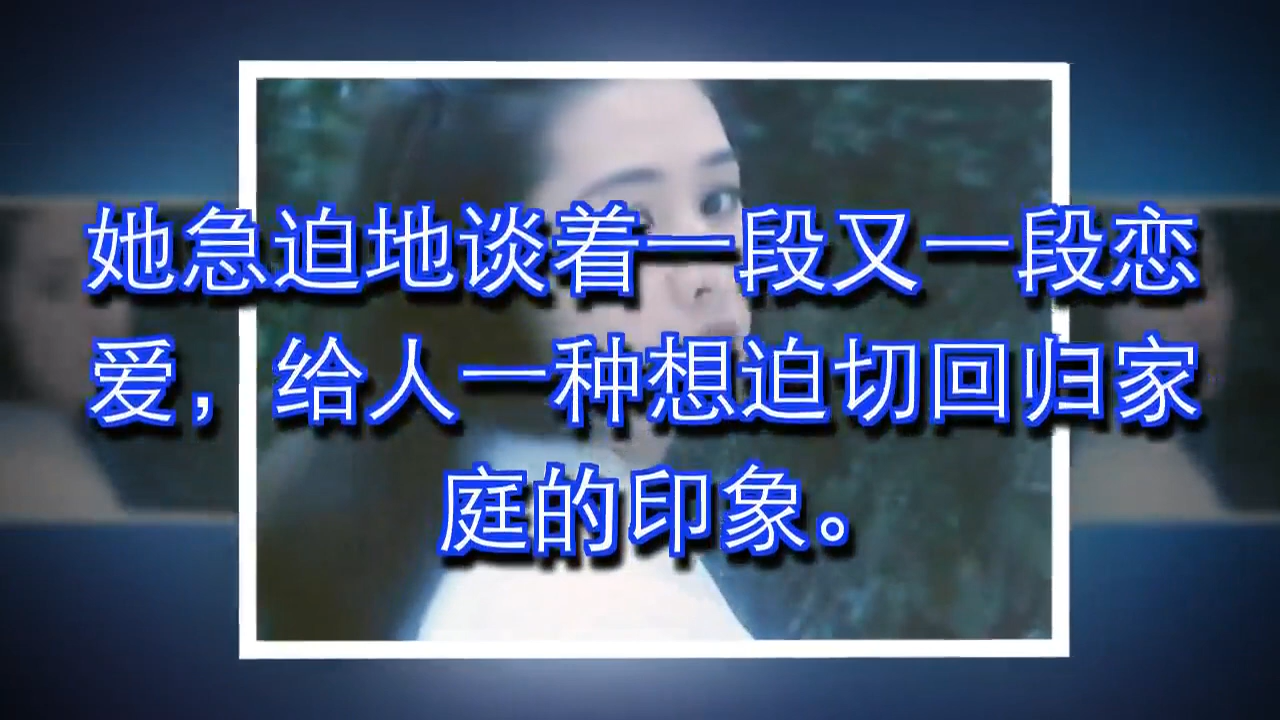 她急迫地谈着一段又一段恋
爱，给人一种想迫切回归家
庭的印象。